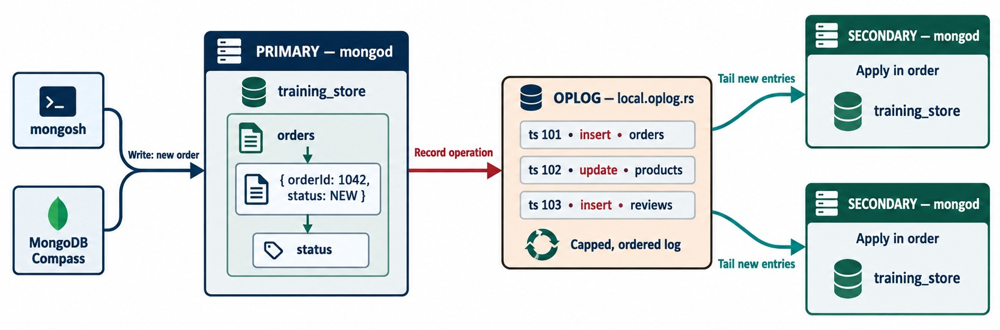 mongosh
MongoDB
Compass
Write: new order
PRIMARY — mongod
training_store
orders
{ orderId: 1042,
status: NEW }
status
Record operation
OPLOG — local.oplog.rs
ts 101 • insert • orders
ts 102 • update • products
ts 103 • insert • reviews
Capped, ordered log
Tail new entries
Tail new entries
SECONDARY — mongod
Apply in order
training_store
SECONDARY — mongod
Apply in order
training_store